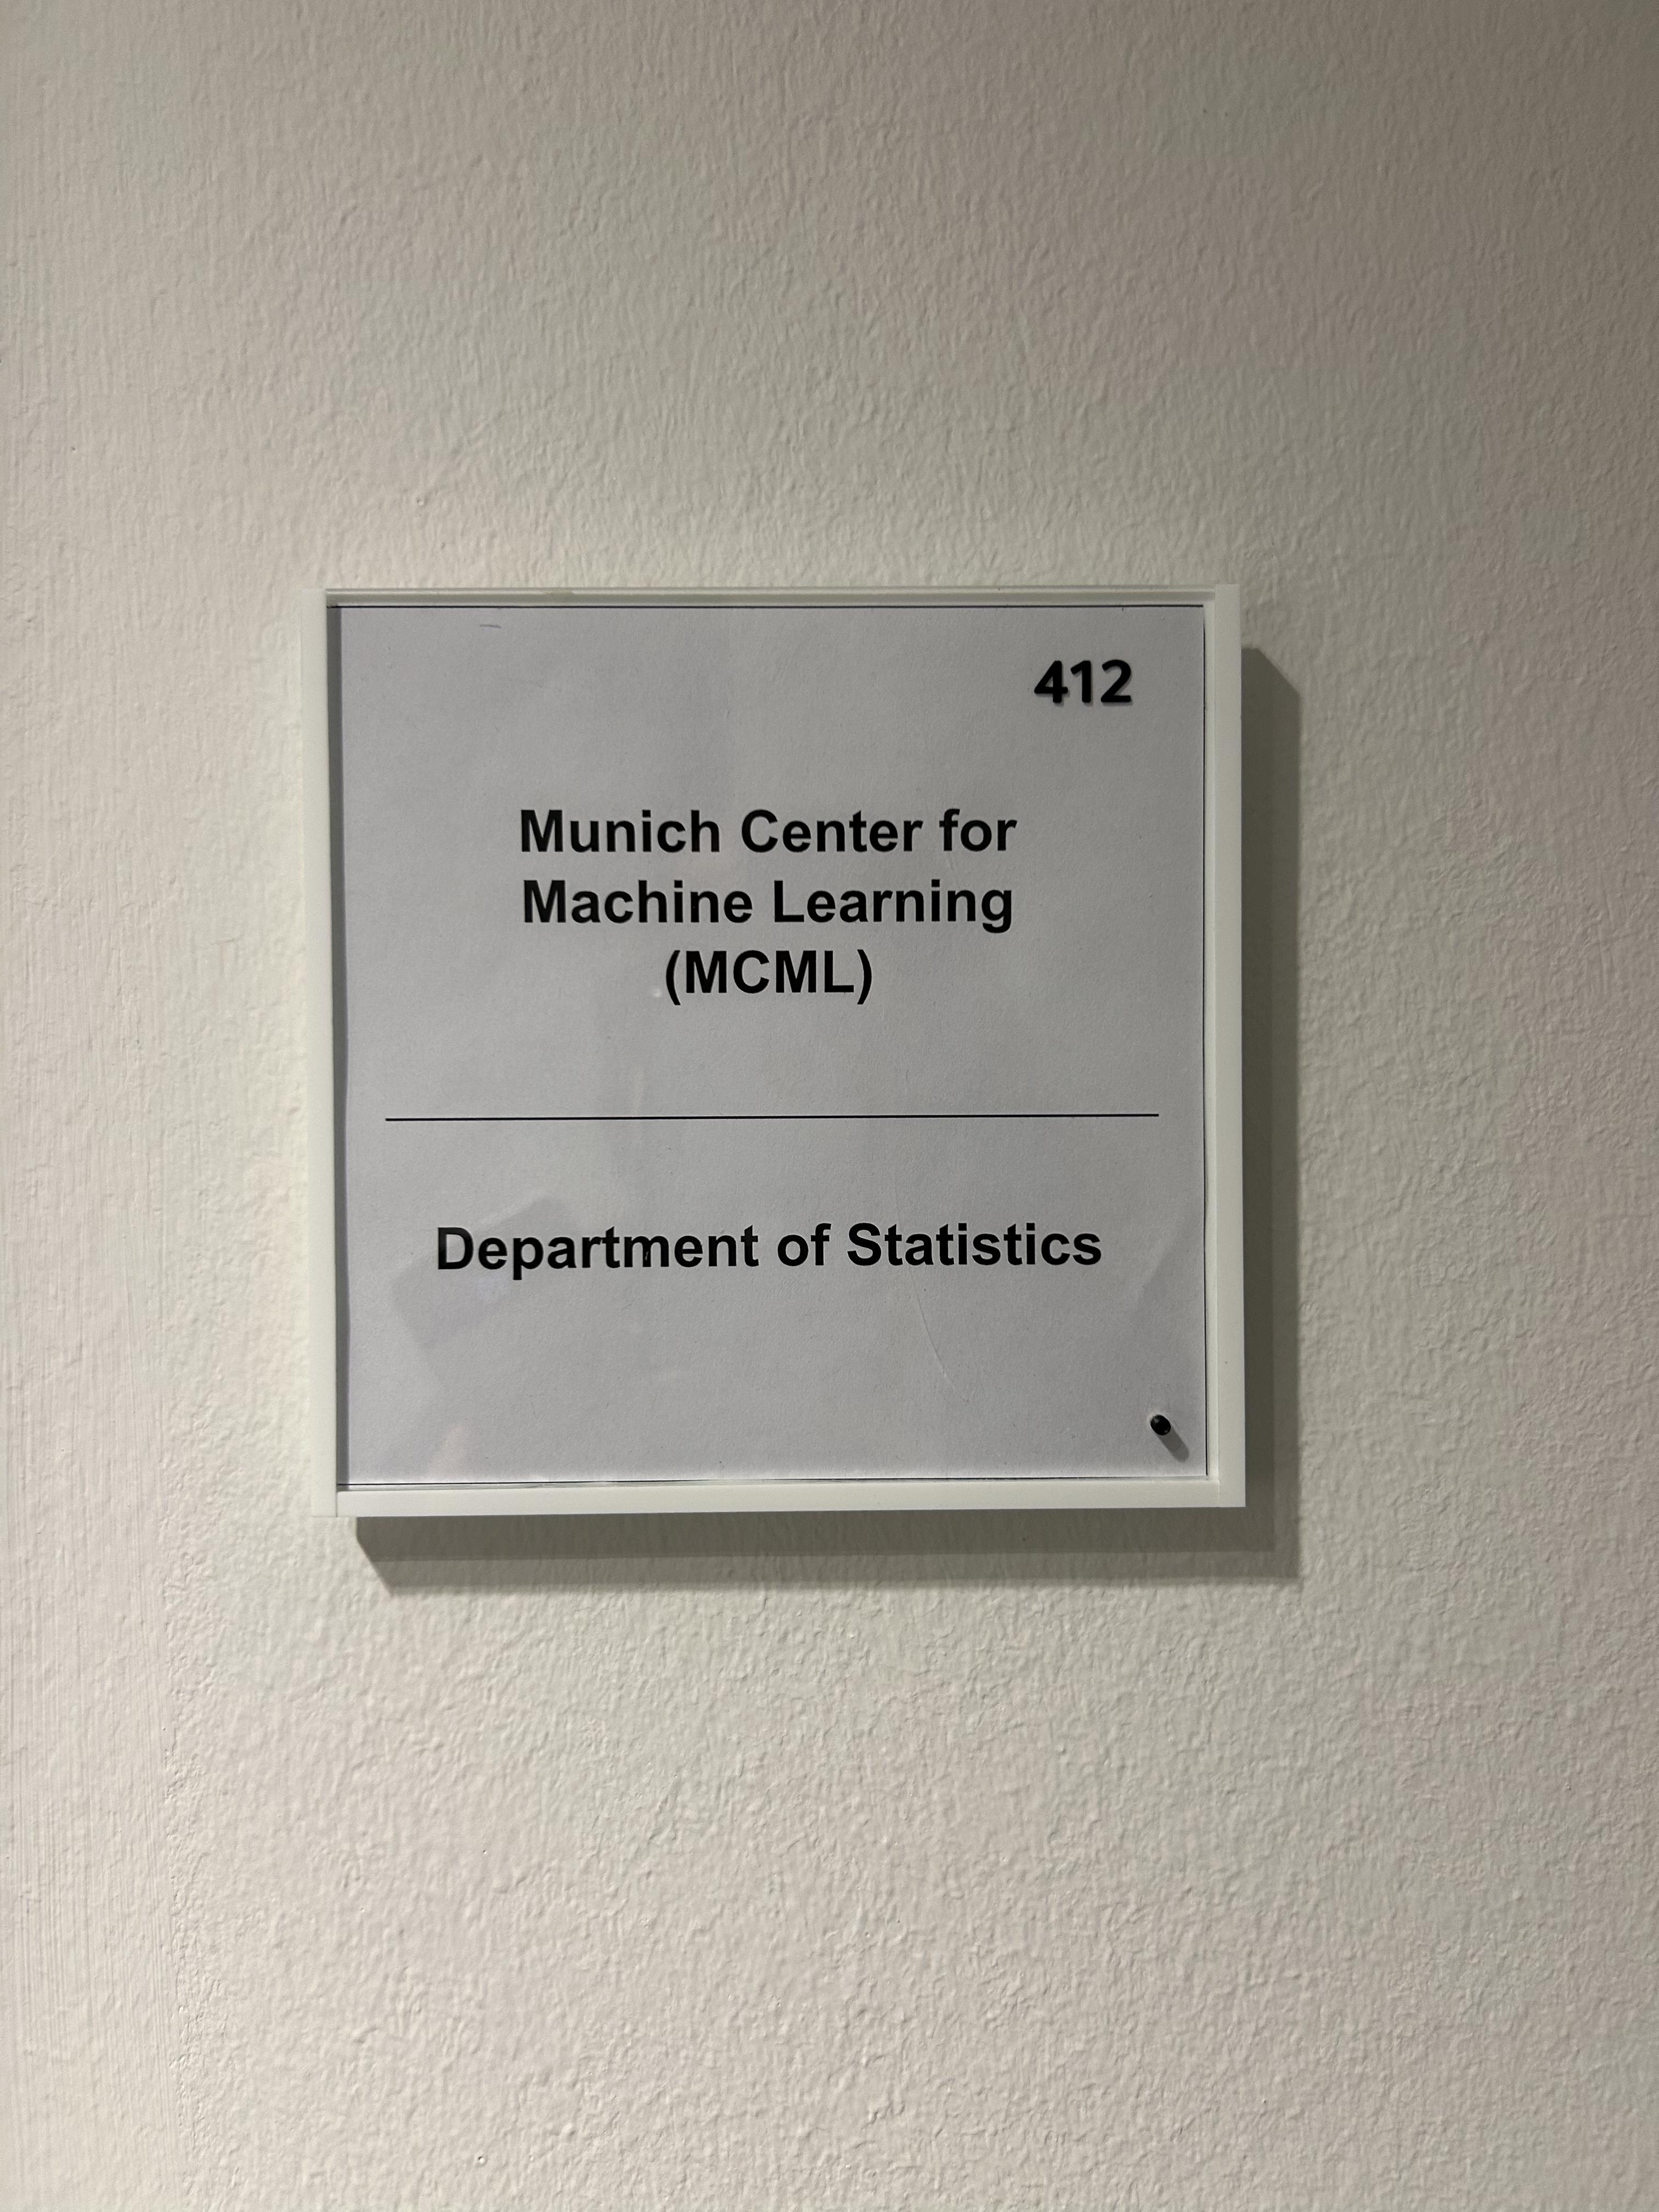 412
Munich Center for
Machine Learning
(MCML)
Department of Statistics